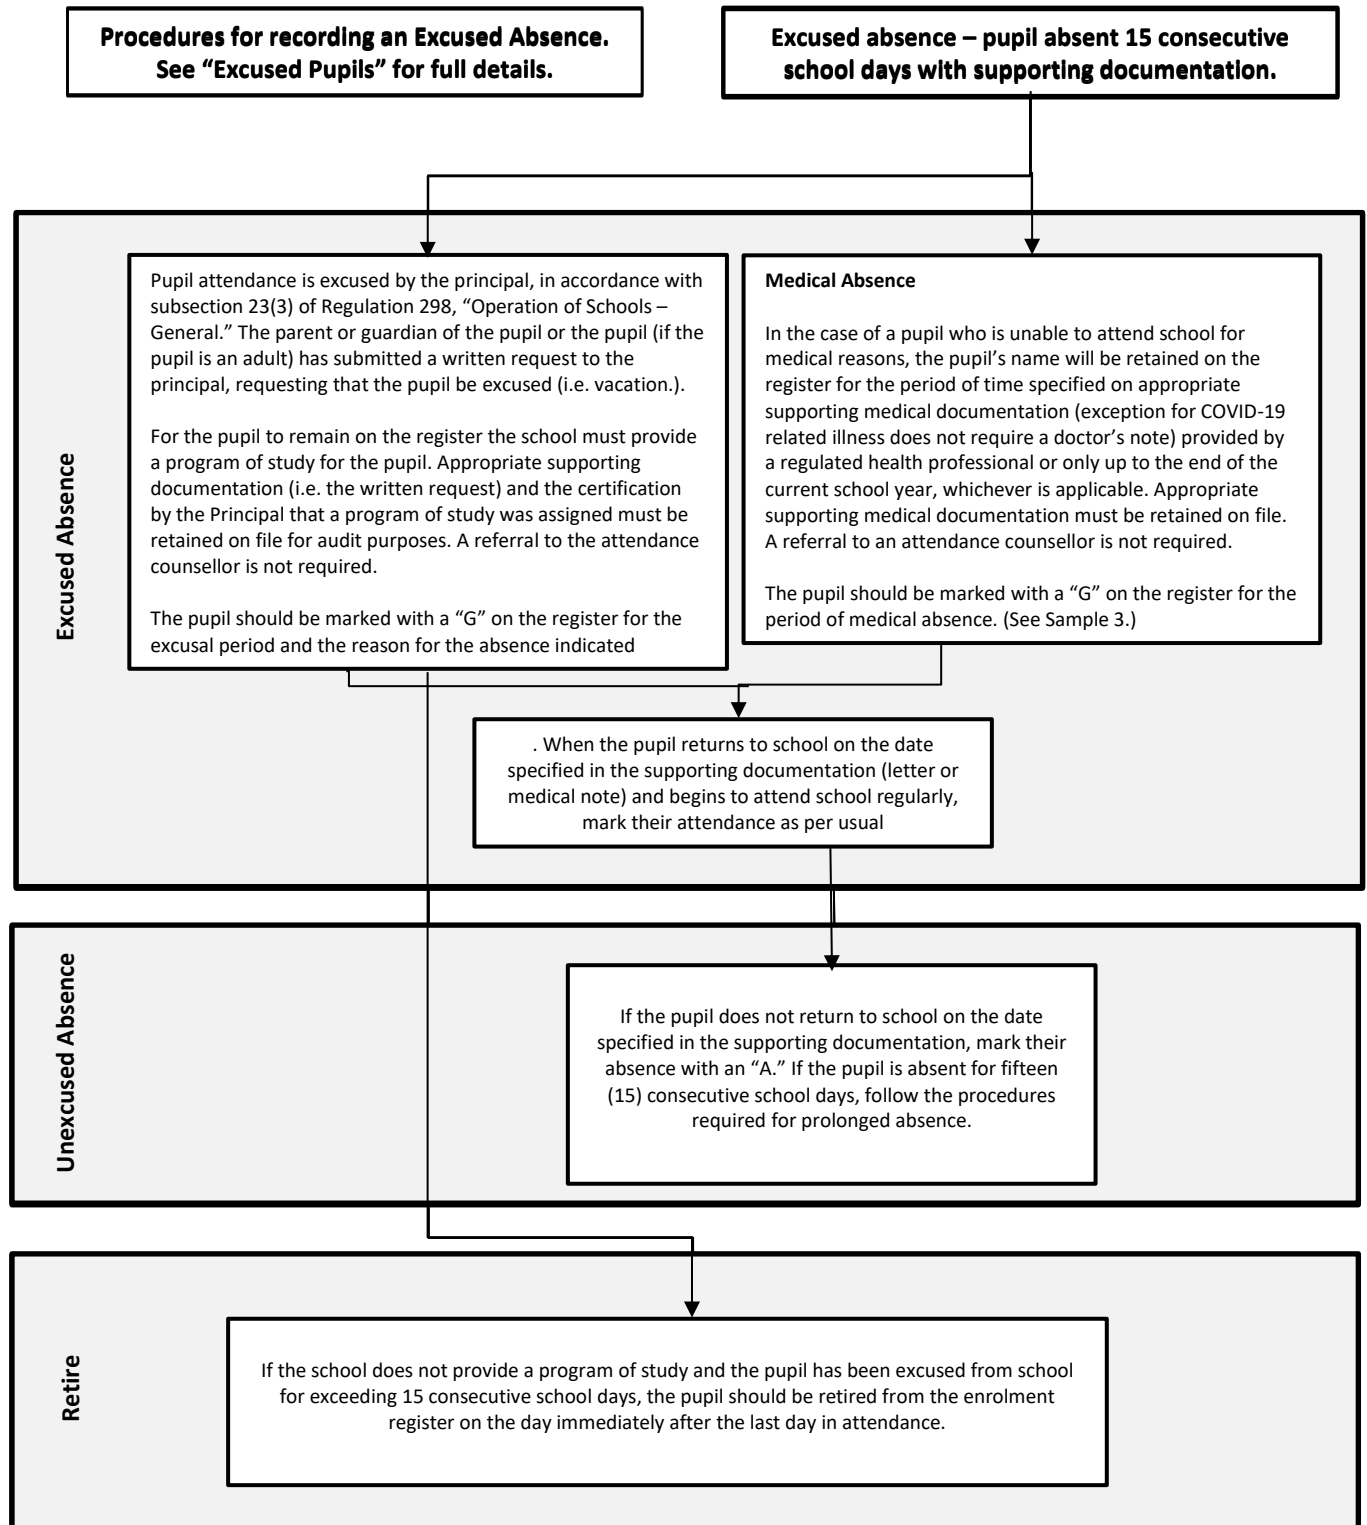 Procedures for recording an Excused Absence.
See “Excused Pupils” for full details.
Excused absence – pupil absent 15 consecutive
school days with supporting documentation.
Excused Absence
Pupil attendance is excused by the principal, in accordance with
subsection 23(3) of Regulation 298, “Operation of Schools –
General.” The parent or guardian of the pupil or the pupil (if the
pupil is an adult) has submitted a written request to the
principal, requesting that the pupil be excused (i.e. vacation.).
For the pupil to remain on the register the school must provide
a program of study for the pupil. Appropriate supporting
documentation (i.e. the written request) and the certification
by the Principal that a program of study was assigned must be
retained on file for audit purposes. A referral to the attendance
counsellor is not required.
The pupil should be marked with a “G” on the register for the
excusal period and the reason for the absence indicated
Medical Absence
In the case of a pupil who is unable to attend school for
medical reasons, the pupil’s name will be retained on the
register for the period of time specified on appropriate
supporting medical documentation (exception for COVID-19
related illness does not require a doctor’s note) provided by
a regulated health professional or only up to the end of the
current school year, whichever is applicable. Appropriate
supporting medical documentation must be retained on file.
A referral to an attendance counsellor is not required.
The pupil should be marked with a “G” on the register for the
period of medical absence. (See Sample 3.)
. When the pupil returns to school on the date
specified in the supporting documentation (letter or
medical note) and begins to attend school regularly,
mark their attendance as per usual
Unexcused Absence
If the pupil does not return to school on the date
specified in the supporting documentation, mark their
absence with an “A.” If the pupil is absent for fifteen
(15) consecutive school days, follow the procedures
required for prolonged absence.
Retire
If the school does not provide a program of study and the pupil has been excused from school
for exceeding 15 consecutive school days, the pupil should be retired from the enrolment
register on the day immediately after the last day in attendance.